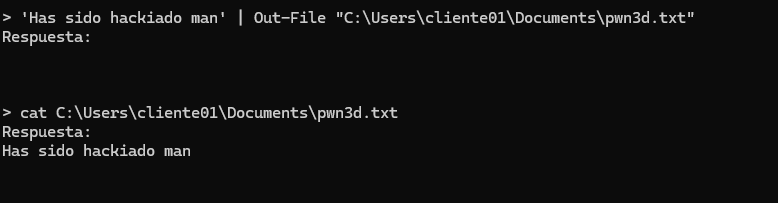 > 'Has sido hackiado man' | Out-File "C:\Users\cliente01\Documents\pwn3d.txt"
Respuesta:
> cat C:\Users\cliente01\Documents\pwn3d.txt
Respuesta:
Has sido hackiado man